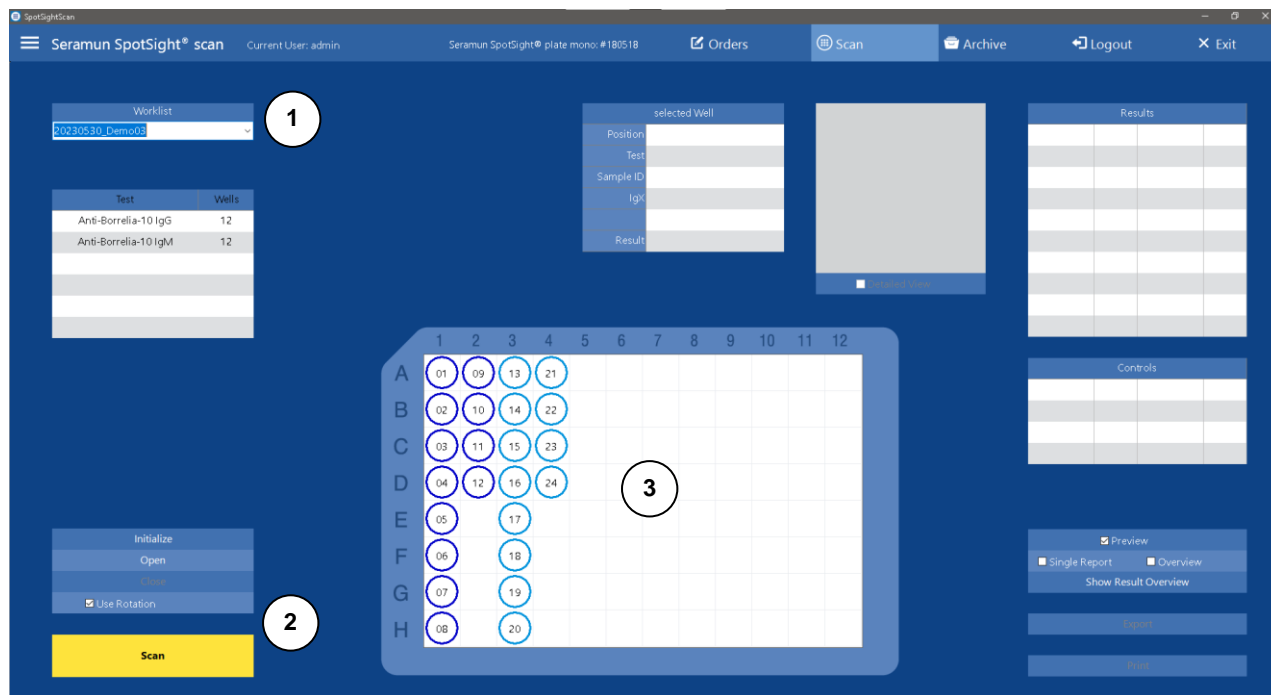 SpotSightScan
Seramun SpotSight® scan Current User: admin Seramun SpotSight® plate mono: #180518 Orders Scan Archive Logout Exit
Worklist
20230530_Demo03
1
Test Wells
Anti-Borrelia-10 IgG 12
Anti-Borrelia-10 IgM 12
selected Well
Position
Test
Sample ID
IgX
Result
Detailed View
Results
Controls
1 2 3 4 5 6 7 8 9 10 11 12
A 01 09 13 21
B 02 10 14 22
C 03 11 15 23
D 04 12 16 24
E 05 17
F 06 18
G 07 19
H 08 20
3
Initialize
Open
Close
Use Rotation
2
Scan
Preview
Single Report Overview
Show Result Overview
Export
Print